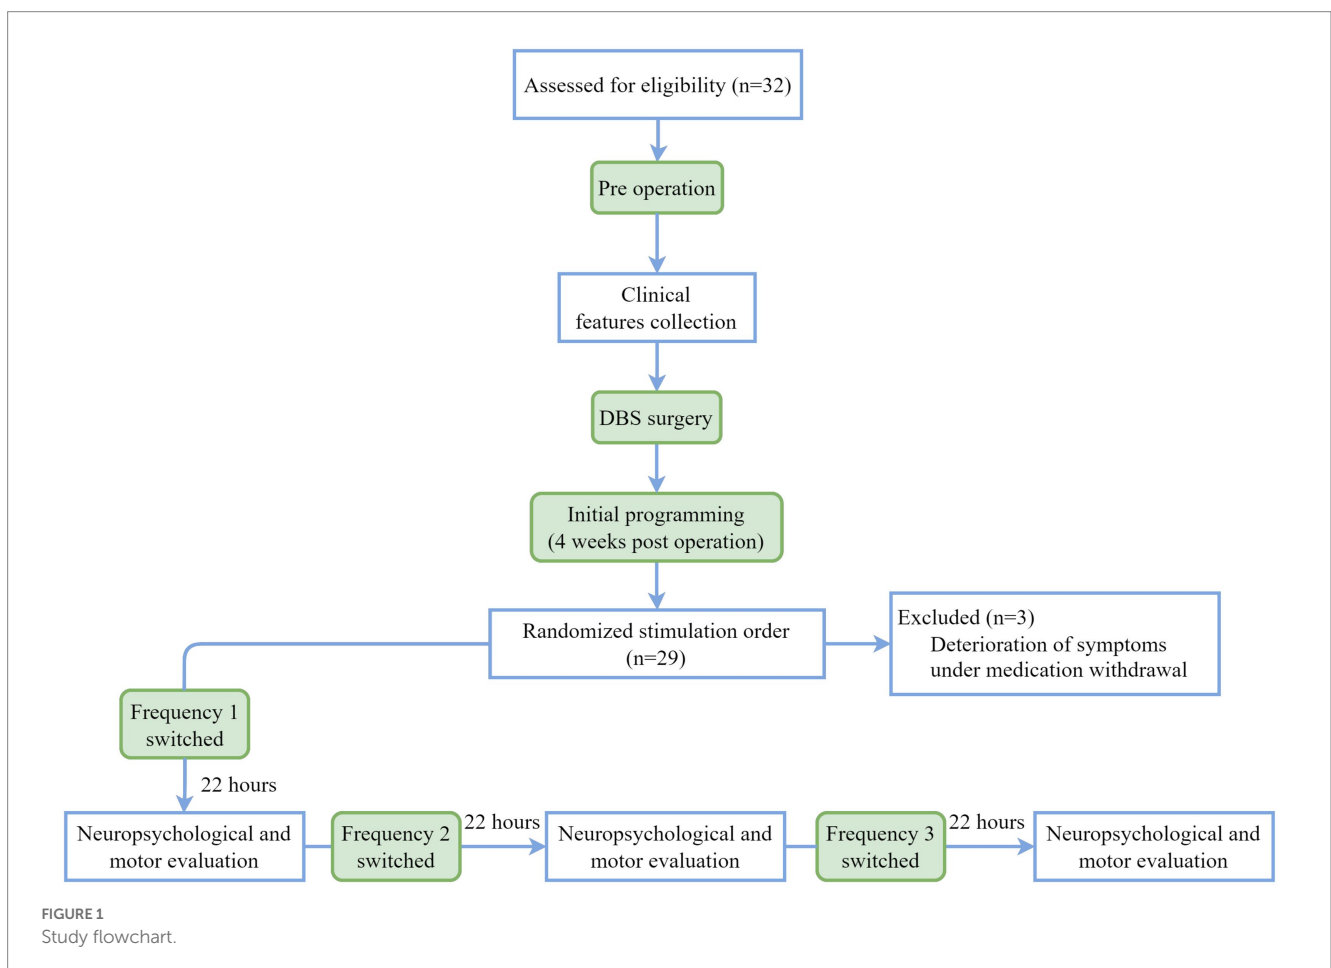 Assessed for eligibility (n=32)
Pre operation
Clinical
features collection
DBS surgery
Initial programming
(4 weeks post operation)
Randomized stimulation order
(n=29)
Excluded (n=3)
Deterioration of symptoms
under medication withdrawal
Frequency 1
switched
22 hours
Neuropsychological and
motor evaluation
Frequency 2
switched
22 hours
Neuropsychological and
motor evaluation
Frequency 3
switched
22 hours
Neuropsychological and
motor evaluation
FIGURE 1
Study flowchart.